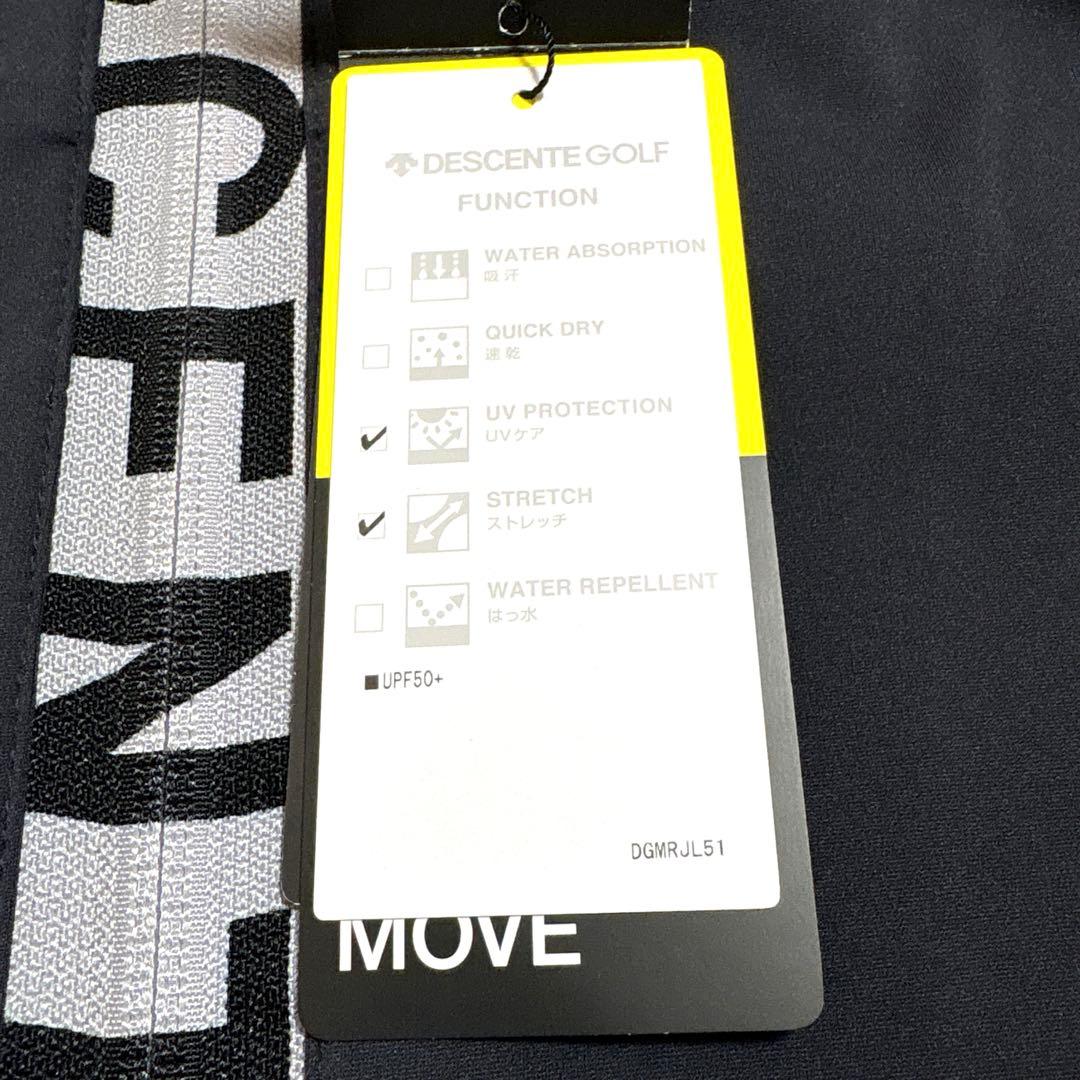 DESCENTE GOLF
FUNCTION
WATER ABSORPTION
吸汗
QUICK DRY
速乾
✔
UV PROTECTION
UVケア
✔
STRETCH
ストレッチ
WATER REPELLENT
はっ水
■UPF50+
DGMRJL51
MOVE
CEN